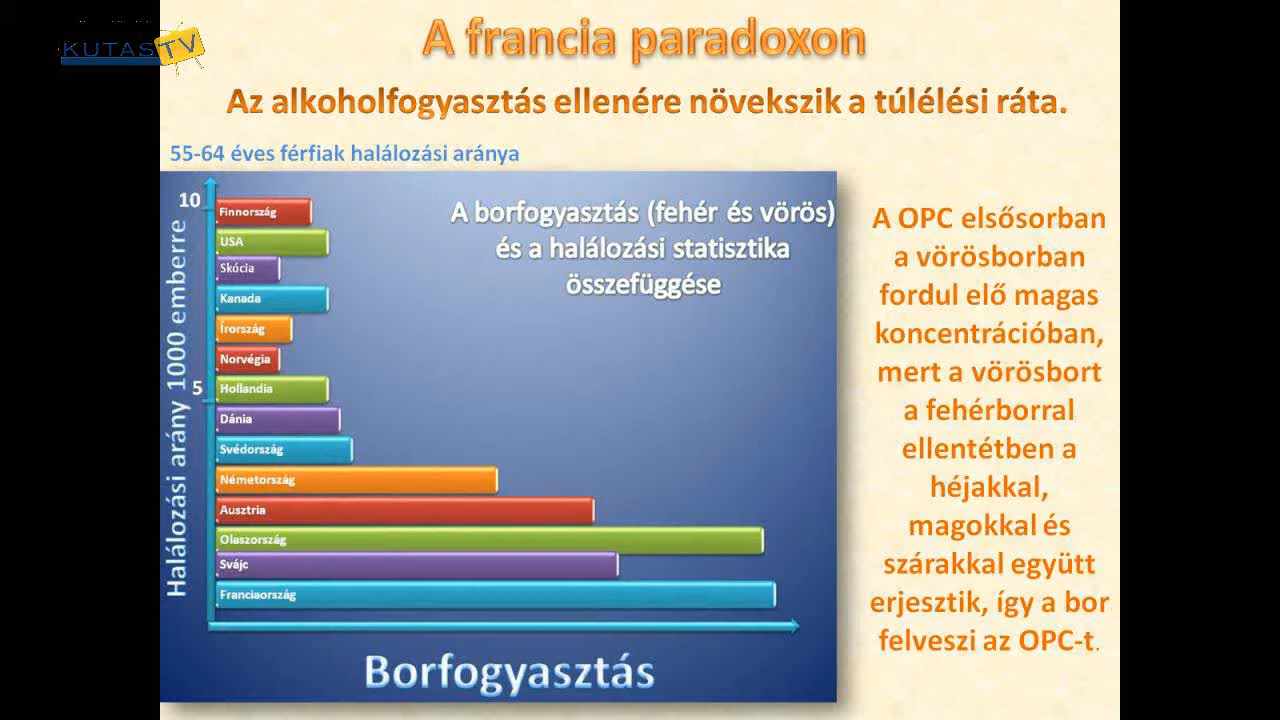 KUTAS TV
A francia paradoxon
Az alkoholfogyasztás ellenére növekszik a túlélési ráta.
55-64 éves férfiak halálozási aránya
A borfogyasztás (fehér és vörös)
és a halálozási statisztika
összefüggése
Halálozási arány 1000 emberre
10
5
Finnország
USA
Skócia
Kanada
Írország
Norvégia
Hollandia
Dánia
Svédország
Németország
Ausztria
Olaszország
Svájc
Franciaország
Borfogyasztás
A OPC elsősorban
a vörösborban
fordul elő magas
koncentrációban,
mert a vörösbort
a fehérborral
ellentétben a
héjakkal,
magokkal és
szárakkal együtt
erjesztik, így a bor
felveszi az OPC-t.